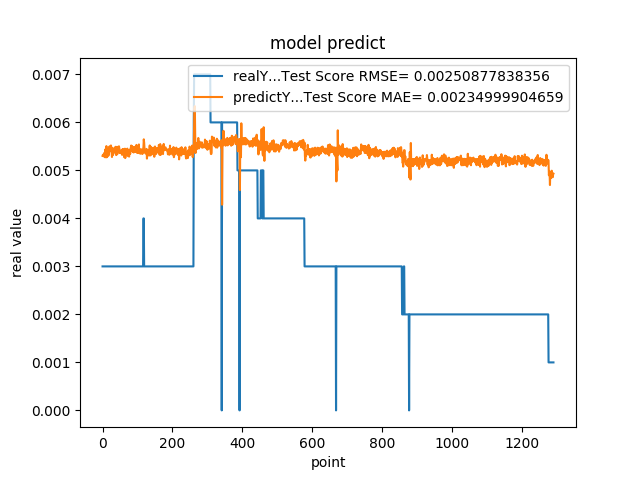 model predict
realY...Test Score RMSE= 0.00250877838356
predictY...Test Score MAE= 0.00234999904659
0.007
0.006
0.005
0.004
0.003
0.002
0.001
0.000
real value
0 200 400 600 800 1000 1200
point